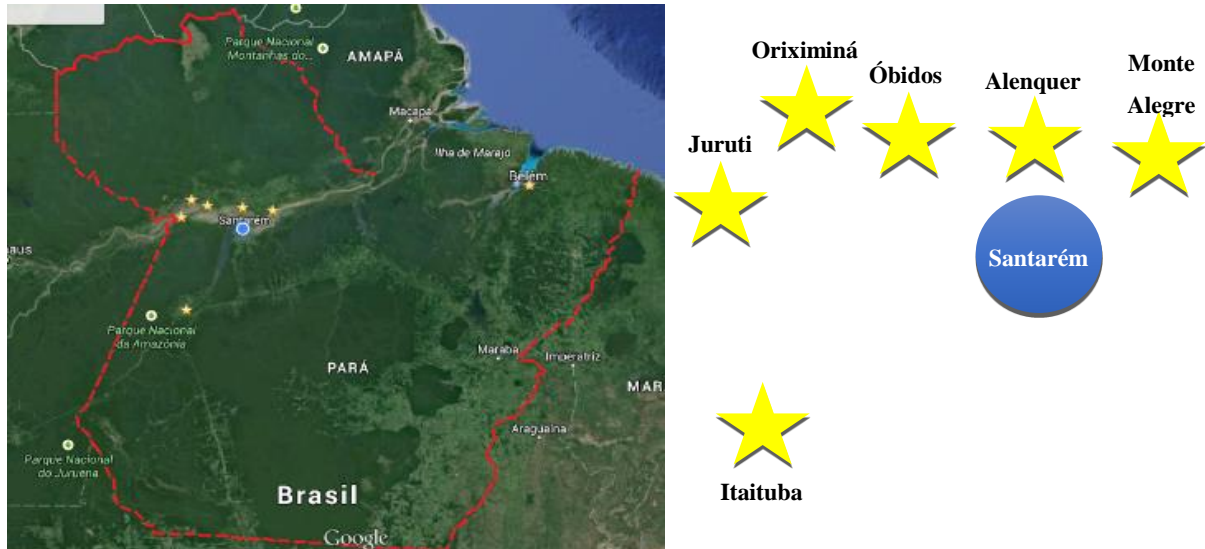 Parque Nacional
Montanhas do...
AMAPÁ
Macapá
Ilha de Marajó
Belém
Santarém
aus
Parque Nacional
da Amazônia
PARÁ
Marabá
Imperatriz
MAR
Araguaína
Parque Nacional
do Juruena
Brasil
Google
Oriximiná
Óbidos
Alenquer
Monte
Alegre
Juruti
Santarém
Itaituba